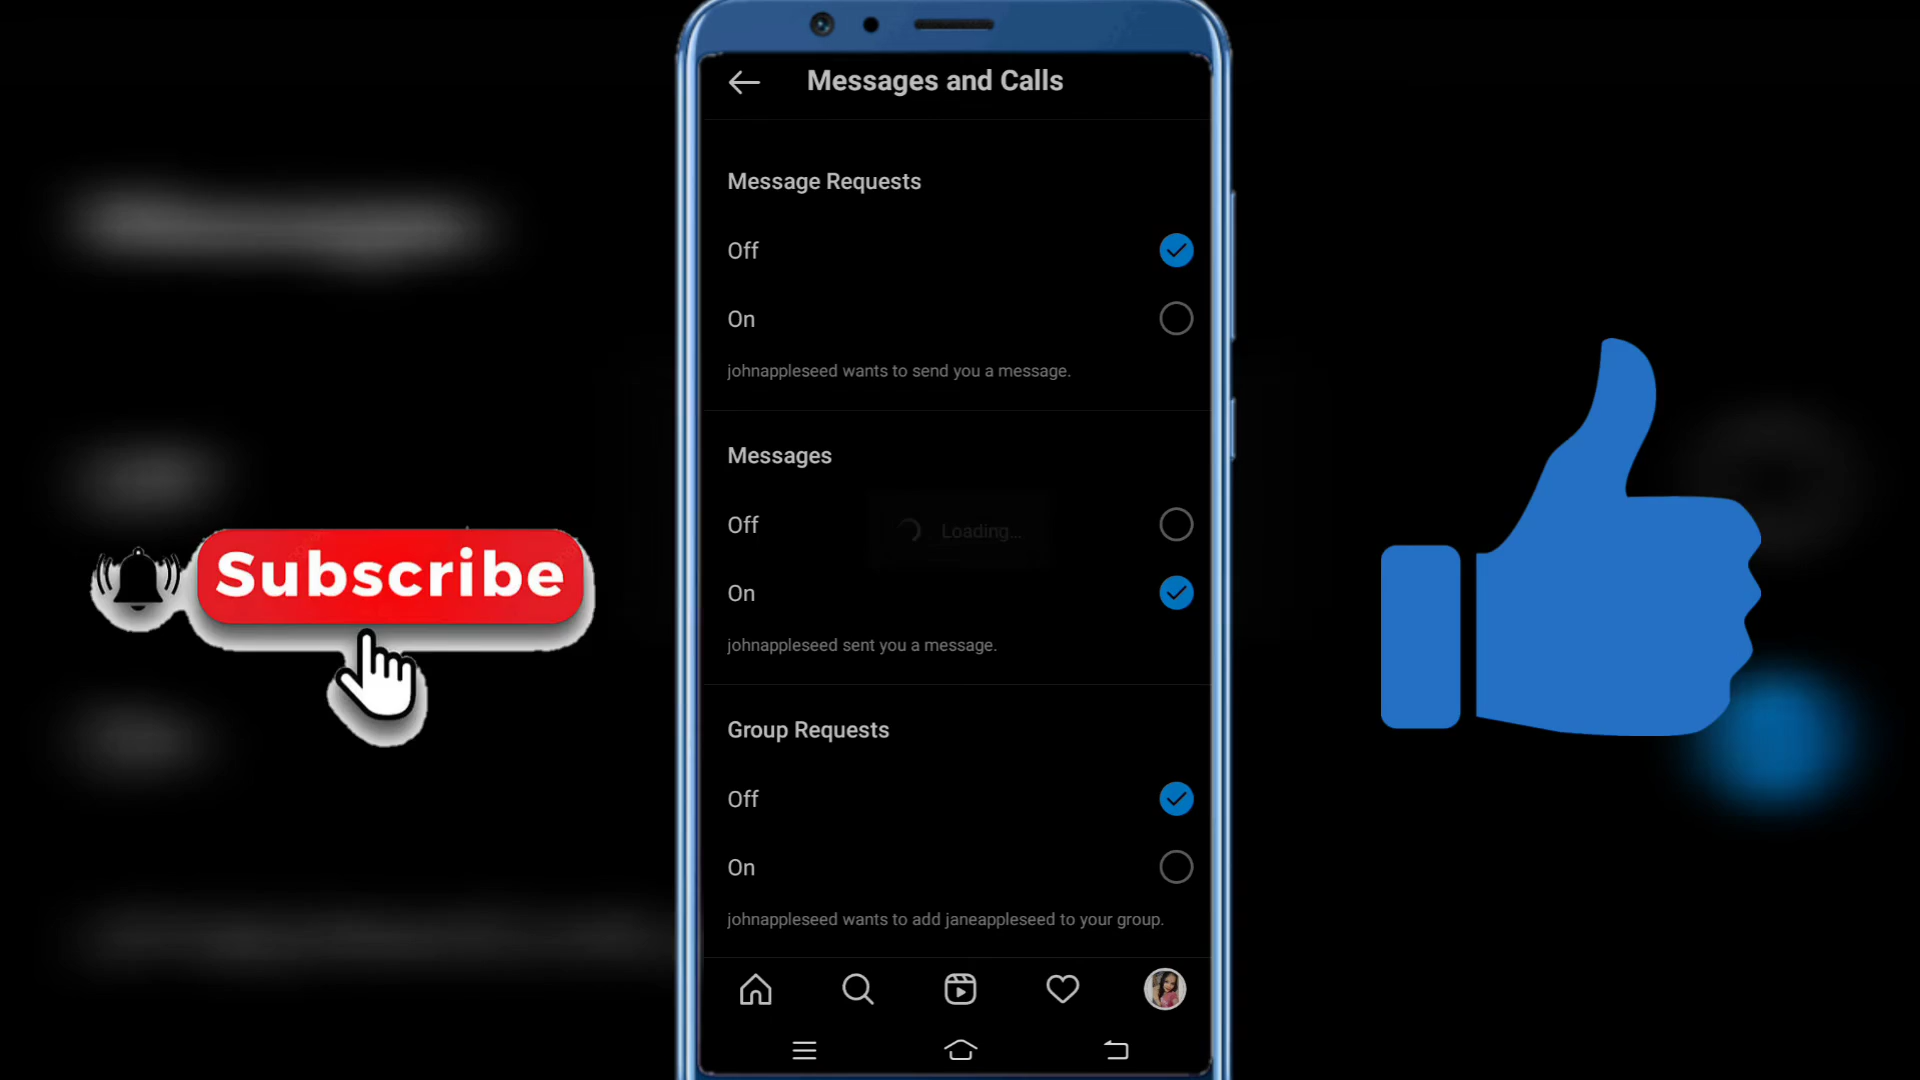 Messages and Calls
Message Requests
Off
On
johnappleseed wants to send you a message.
Messages
Off
Loading...
On
johnappleseed sent you a message.
Group Requests
Off
On
johnappleseed wants to add janeappleseed to your group.
Subscribe